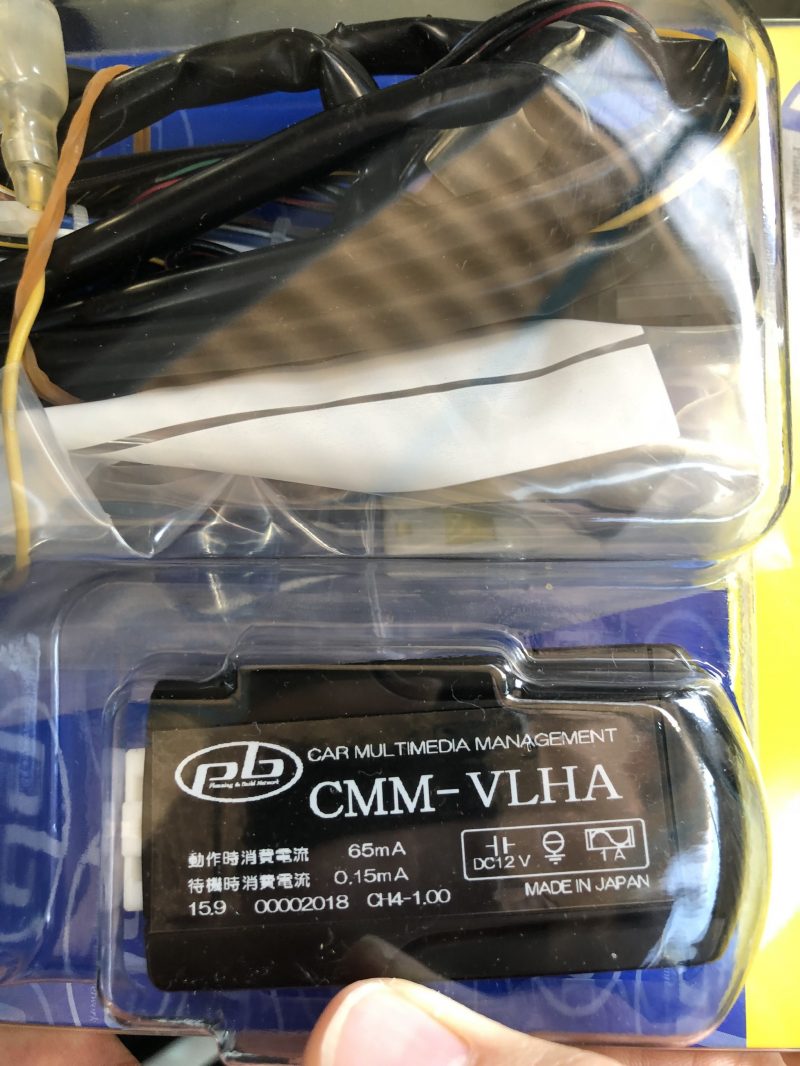 pb
Planning & Build Network
CAR MULTIMEDIA MANAGEMENT
CMM-VLHA
動作時消費電流 65mA
待機時消費電流 0.15mA
DC12V
1A
15.9 00002018 CH4-1.00
MADE IN JAPAN